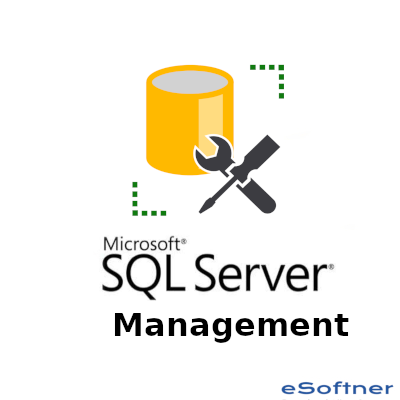 Microsoft®
SQL Server®
Management
eSoftner